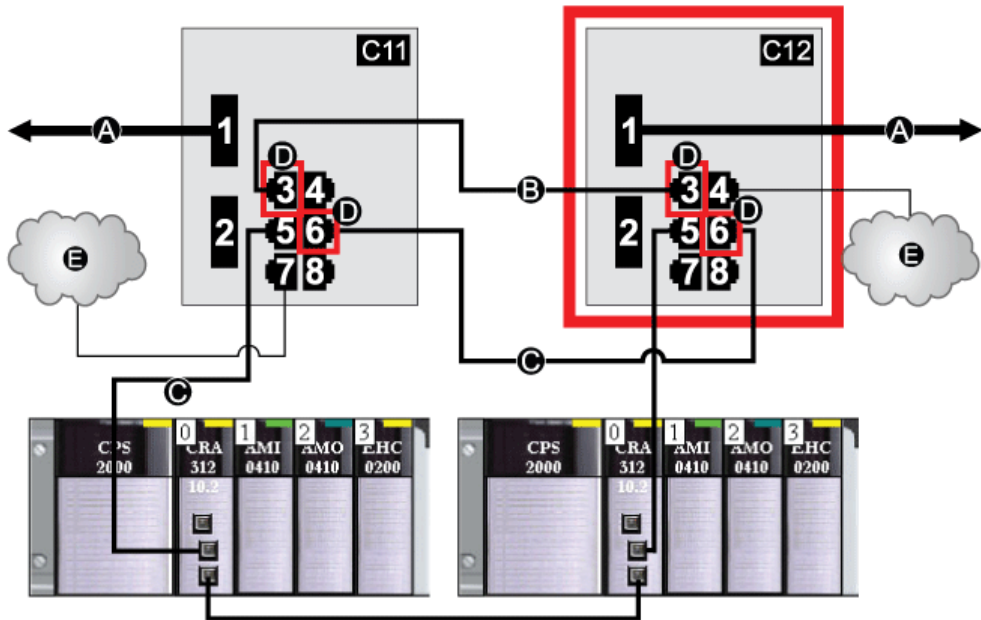 C11
C12
A
1
1
A
D
D
3 4
B
3 4
D
D
2
5 6
2
5 6
E
E
7 8
7 8
C
C
0
1
2
3
0
1
2
3
CPS
2000
CRA
312
10.2
AMI
0410
AMO
0410
EHC
0200
CPS
2000
CRA
312
10.2
AMI
0410
AMO
0410
EHC
0200